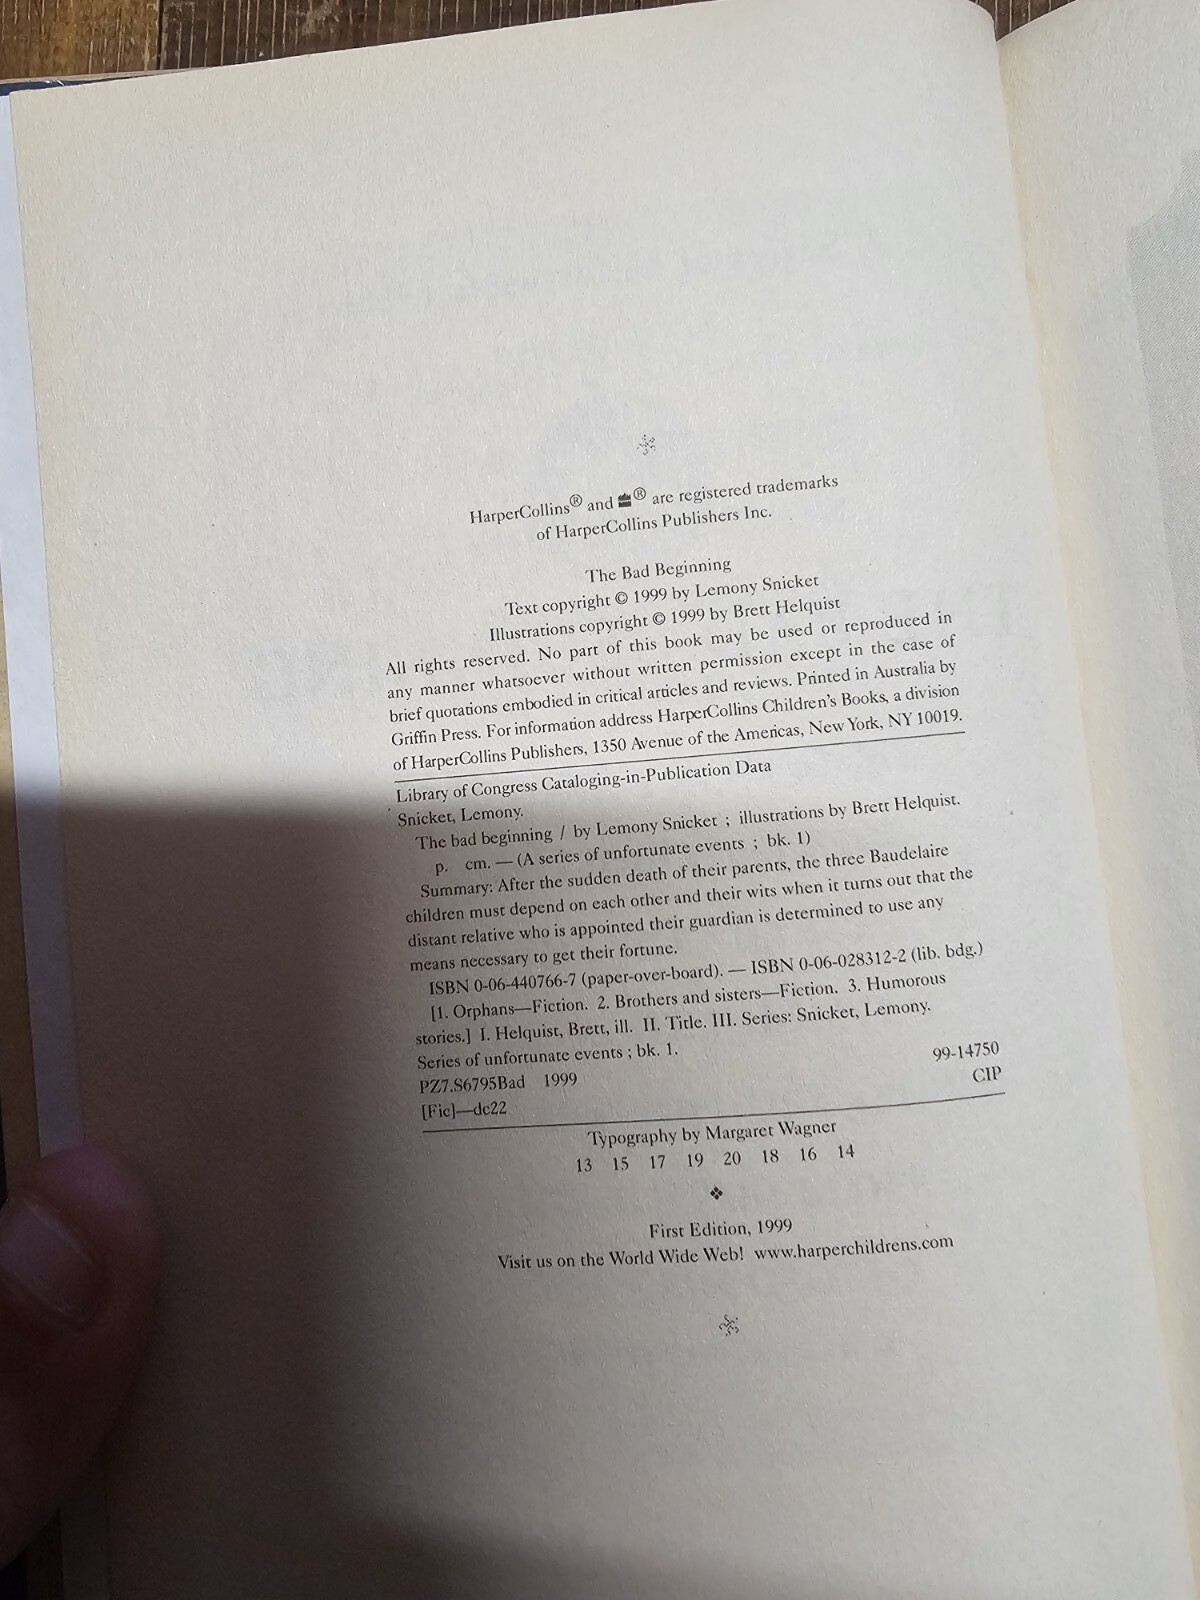 HarperCollins® and ® are registered trademarks
of HarperCollins Publishers Inc.
The Bad Beginning
Text copyright © 1999 by Lemony Snicket
Illustrations copyright © 1999 by Brett Helquist
All rights reserved. No part of this book may be used or reproduced in
any manner whatsoever without written permission except in the case of
brief quotations embodied in critical articles and reviews. Printed in Australia by
Griffin Press. For information address HarperCollins Children's Books, a division
of HarperCollins Publishers, 1350 Avenue of the Americas, New York, NY 10019.
Library of Congress Cataloging-in-Publication Data
Snicket, Lemony.
The bad beginning / by Lemony Snicket ; illustrations by Brett Helquist.
p. cm. — (A series of unfortunate events ; bk. 1)
Summary: After the sudden death of their parents, the three Baudelaire
children must depend on each other and their wits when it turns out that the
distant relative who is appointed their guardian is determined to use any
means necessary to get their fortune.
ISBN 0-06-440766-7 (paper-over-board). — ISBN 0-06-028312-2 (lib. bdg.)
[1. Orphans—Fiction. 2. Brothers and sisters—Fiction. 3. Humorous
stories.] I. Helquist, Brett, ill. II. Title. III. Series: Snicket, Lemony.
Series of unfortunate events ; bk. 1.
PZ7.S6795Bad 1999 99-14750
[Fic]—dc22 CIP
Typography by Margaret Wagner
13 15 17 19 20 18 16 14
First Edition, 1999
Visit us on the World Wide Web! www.harperchildrens.com